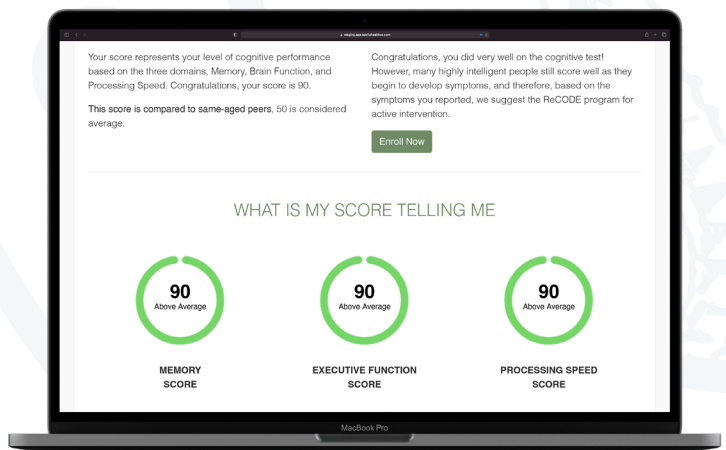 Your score represents your level of cognitive performance
based on the three domains, Memory, Brain Function, and
Processing Speed. Congratulations, your score is 90.
This score is compared to same-aged peers, 50 is considered
average.
Congratulations, you did very well on the cognitive test!
However, many highly intelligent people still score well as they
begin to develop symptoms, and therefore, based on the
symptoms you reported, we suggest the ReCODE program for
active intervention.
Enroll Now
WHAT IS MY SCORE TELLING ME
90
Above Average
MEMORY
SCORE
90
Above Average
EXECUTIVE FUNCTION
SCORE
90
Above Average
PROCESSING SPEED
SCORE
MacBook Pro